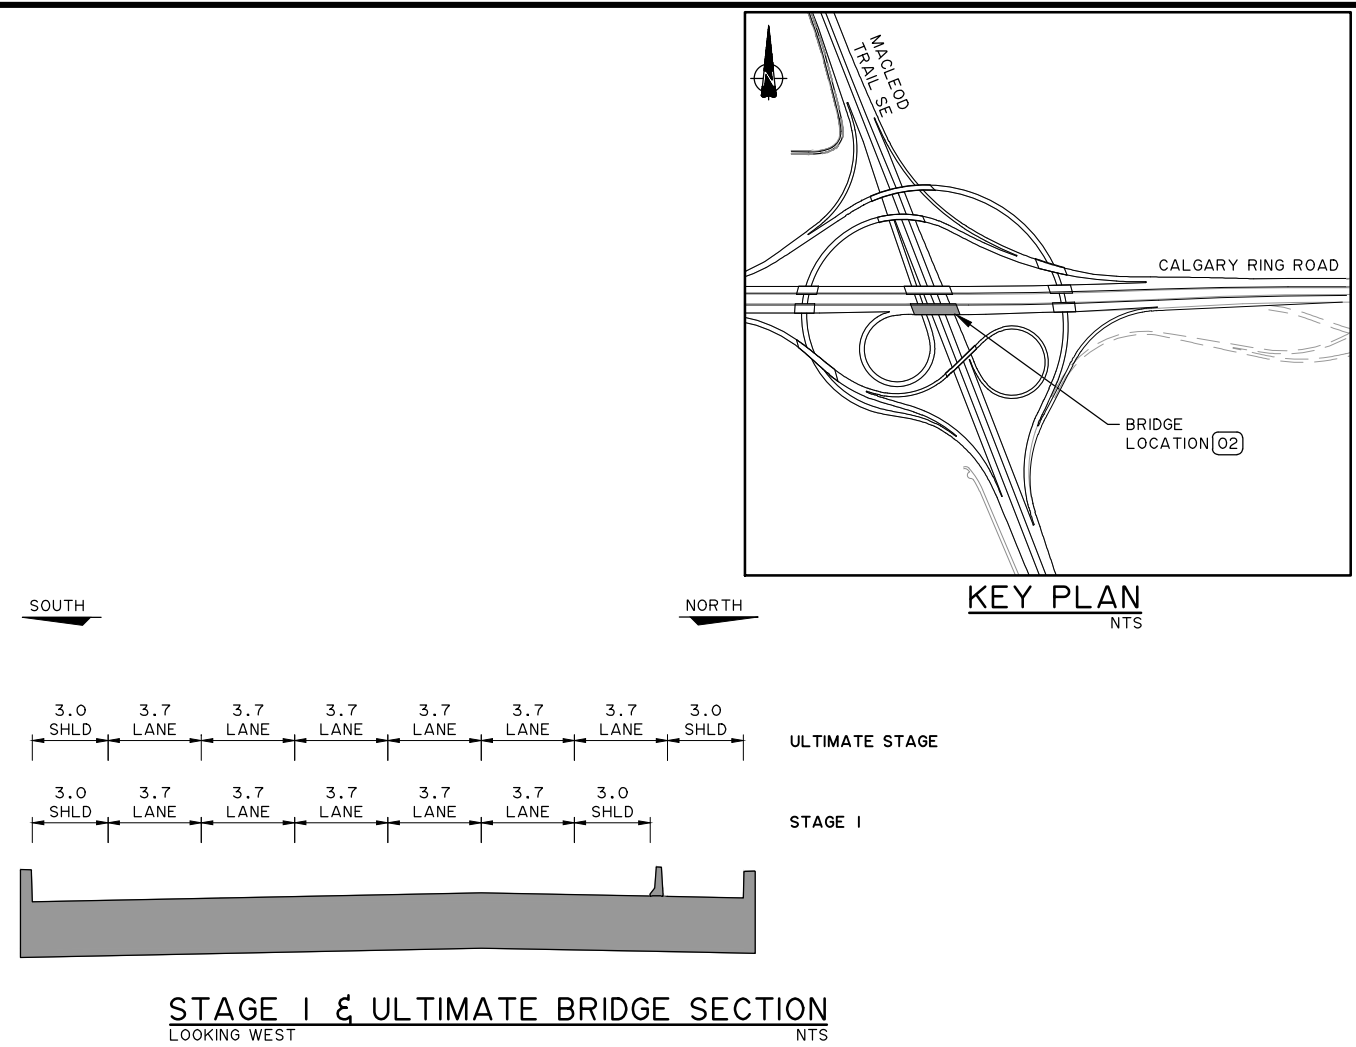 N
MACLEOD
TRAIL SE
CALGARY RING ROAD
BRIDGE
LOCATION 02
KEY PLAN
NTS
SOUTH
NORTH
3.0 3.7 3.7 3.7 3.7 3.7 3.7 3.0
SHLD LANE LANE LANE LANE LANE LANE SHLD
ULTIMATE STAGE
3.0 3.7 3.7 3.7 3.7 3.7 3.0
SHLD LANE LANE LANE LANE LANE SHLD
STAGE 1
STAGE 1 & ULTIMATE BRIDGE SECTION
LOOKING WEST NTS